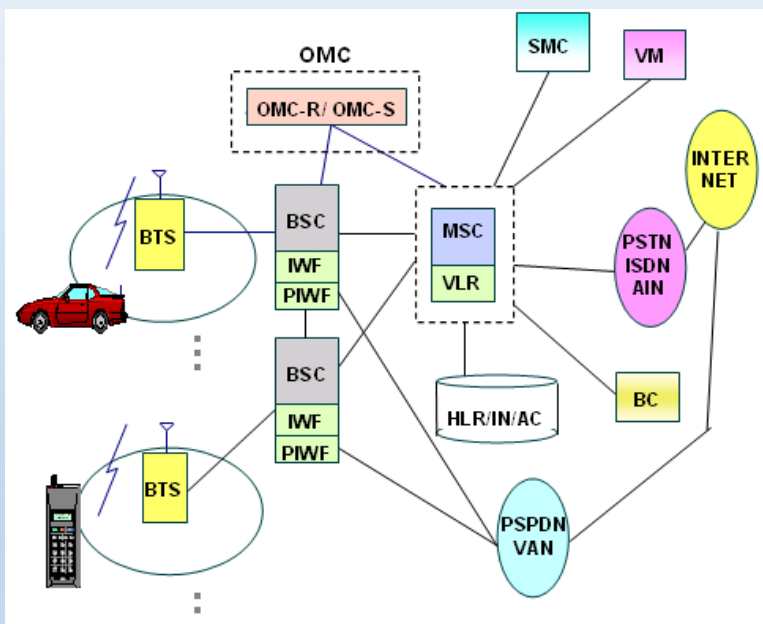 OMC
OMC-R/ OMC-S
SMC
VM
INTER
NET
BTS
BSC
IWF
PIWF
MSC
VLR
PSTN
ISDN
AIN
BSC
IWF
PIWF
HLR/IN/AC
BC
BTS
PSPDN
VAN